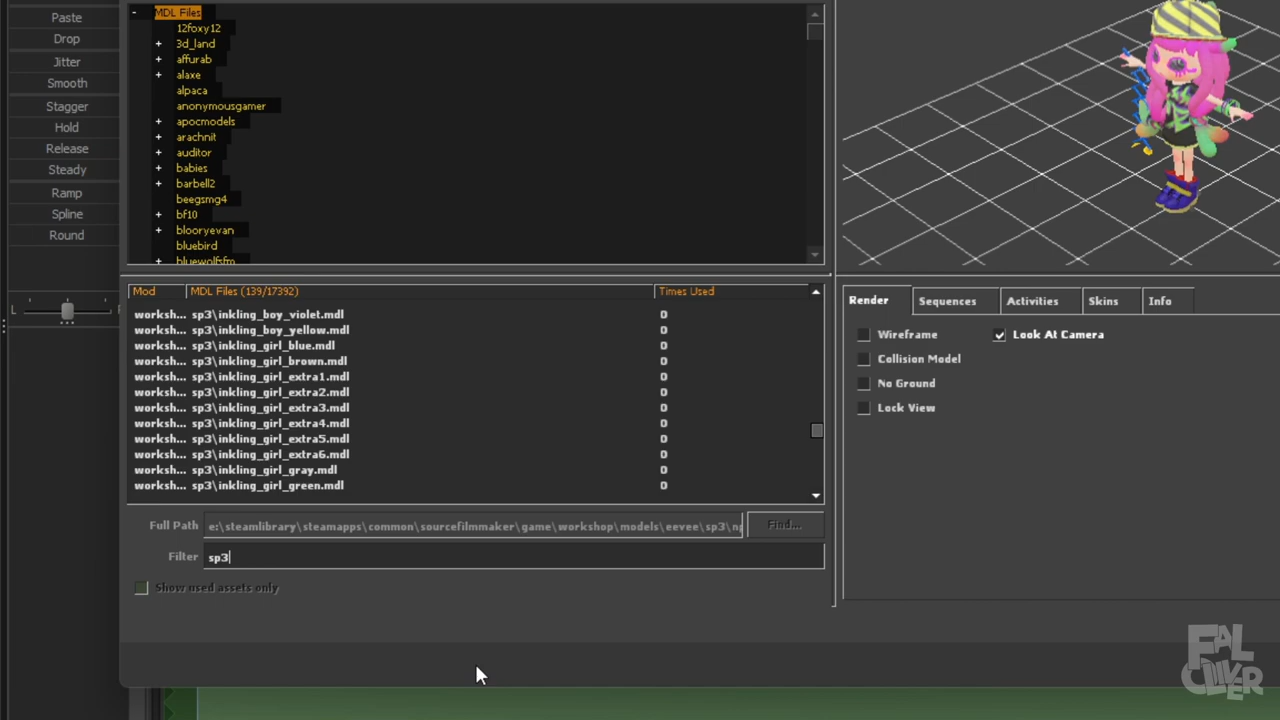 Paste
Drop
Jitter
Smooth
Stagger
Hold
Release
Steady
Ramp
Spline
Round
L
- MDL Files
12foxy12
+ 3d_land
+ affurab
+ alaxe
alpaca
anonymousgamer
+ apocmodels
+ arachnit
+ auditor
+ babies
+ barbell2
beegsmg4
+ bf10
+ blooryevan
bluebird
+ bluewolfsfm
Mod MDL Files (139/17392) Times Used
worksh... sp3\inkling_boy_violet.mdl 0
worksh... sp3\inkling_boy_yellow.mdl 0
worksh... sp3\inkling_girl_blue.mdl 0
worksh... sp3\inkling_girl_brown.mdl 0
worksh... sp3\inkling_girl_extra1.mdl 0
worksh... sp3\inkling_girl_extra2.mdl 0
worksh... sp3\inkling_girl_extra3.mdl 0
worksh... sp3\inkling_girl_extra4.mdl 0
worksh... sp3\inkling_girl_extra5.mdl 0
worksh... sp3\inkling_girl_extra6.mdl 0
worksh... sp3\inkling_girl_gray.mdl 0
worksh... sp3\inkling_girl_green.mdl 0
Full Path e:\steamlibrary\steamapps\common\sourcefilmmaker\game\workshop\models\eevee\sp3\n Find...
Filter sp3
Show used assets only
Render Sequences Activities Skins Info
Wireframe Look At Camera
Collision Model
No Ground
Lock View
FAL
CLIVER